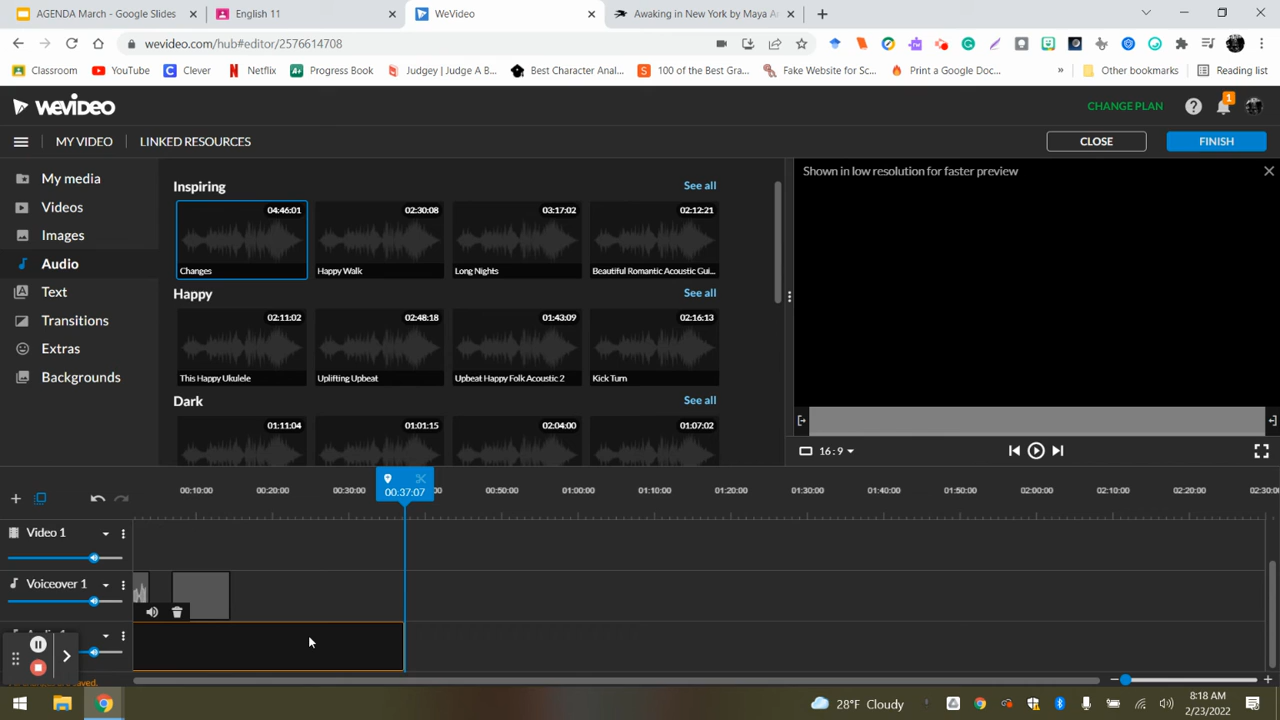 AGENDA March - Google Slides
English 11
WeVideo
Awaking in New York by Maya A
wevideo.com/hub#editor/2576614708
Classroom
YouTube
Clever
Netflix
Progress Book
Judgey | Judge A B...
Best Character Anal...
100 of the Best Gra...
Fake Website for Sc...
Print a Google Doc...
»
Other bookmarks
Reading list
WEVIDEO
CHANGE PLAN
1
MY VIDEO
LINKED RESOURCES
CLOSE
FINISH
My media
Videos
Images
Audio
Text
Transitions
Extras
Backgrounds
Inspiring
See all
04:46:01
02:30:08
03:17:02
02:12:21
Changes
Happy Walk
Long Nights
Beautiful Romantic Acoustic Gui...
Happy
See all
02:11:02
02:48:18
01:43:09
02:16:13
This Happy Ukulele
Uplifting Upbeat
Upbeat Happy Folk Acoustic 2
Kick Turn
Dark
See all
01:11:04
01:01:15
02:04:00
01:07:02
Shown in low resolution for faster preview
16:9
00:10:00
00:20:00
00:30:00
00:37:07
00:50:00
01:00:00
01:10:00
01:20:00
01:30:00
01:40:00
01:50:00
02:00:00
02:10:00
02:20:00
02:30:0
Video 1
Voiceover 1
28°F Cloudy
8:18 AM
2/23/2022